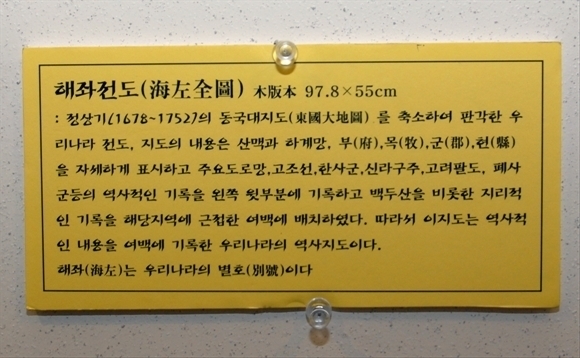 해좌전도(海左全圖) 木版本 97.8×55cm
: 정상기(1678~1752)의 동국대지도(東國大地圖) 를 축소하여 판각한 우
리나라 전도, 지도의 내용은 산맥과 하계망, 부(府),목(牧),군(郡),현(縣)
을 자세하게 표시하고 주요도로망,고조선,한사군,신라구주,고려팔도, 폐사
군등의 역사적인 기록을 왼쪽 윗부분에 기록하고 백두산을 비롯한 지리적
인 기록을 해당지역에 근접한 여백에 배치하였다. 따라서 이지도는 역사적
인 내용을 여백에 기록한 우리나라의 역사지도이다.
해좌(海左)는 우리나라의 별호(別號)이다